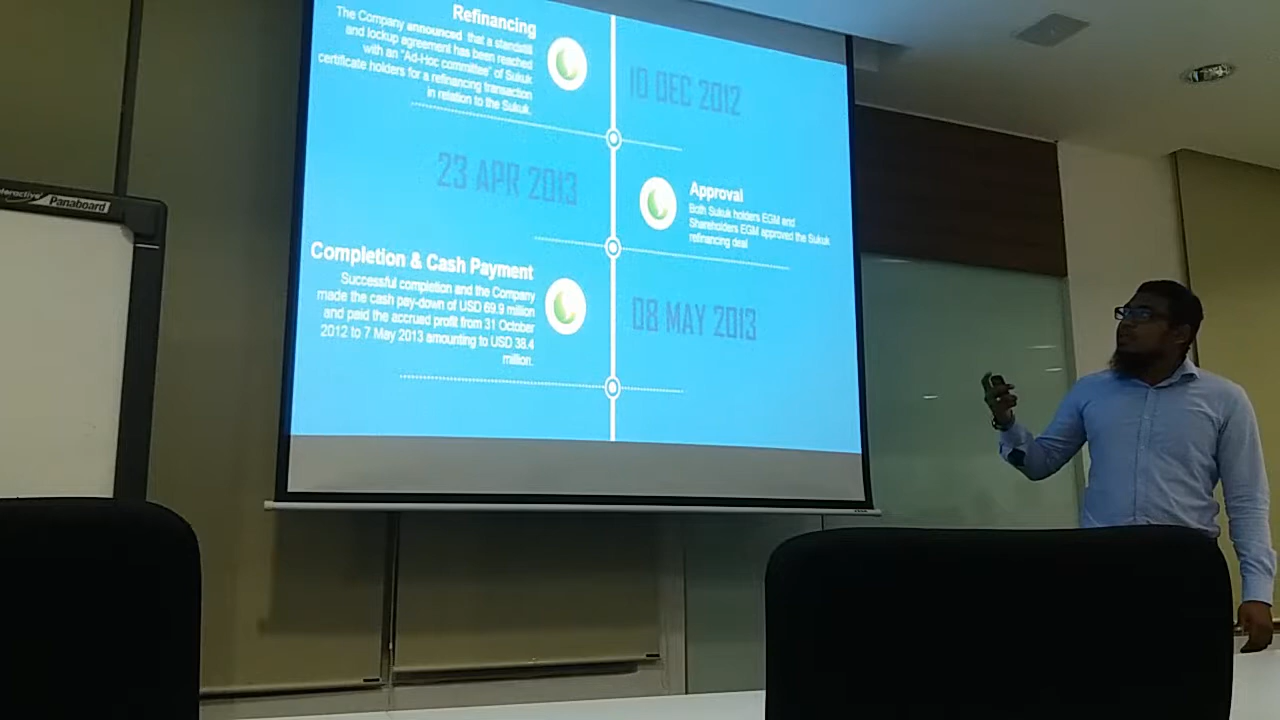 Refinancing
The Company announced that a standstill
and lockup agreement has been reached
with an "Ad-Hoc committee" of Sukuk
certificate holders for a refinancing transaction
in relation to the Sukuk.
10 DEC 2012
23 APR 2013
Approval
Both Sukuk holders EGM and
Shareholders EGM approved the Sukuk
refinancing deal
Completion & Cash Payment
Successful completion and the Company
made the cash pay-down of USD 69.9 million
and paid the accrued profit from 31 October
2012 to 7 May 2013 amounting to USD 38.4
million.
08 MAY 2013
Panaboard